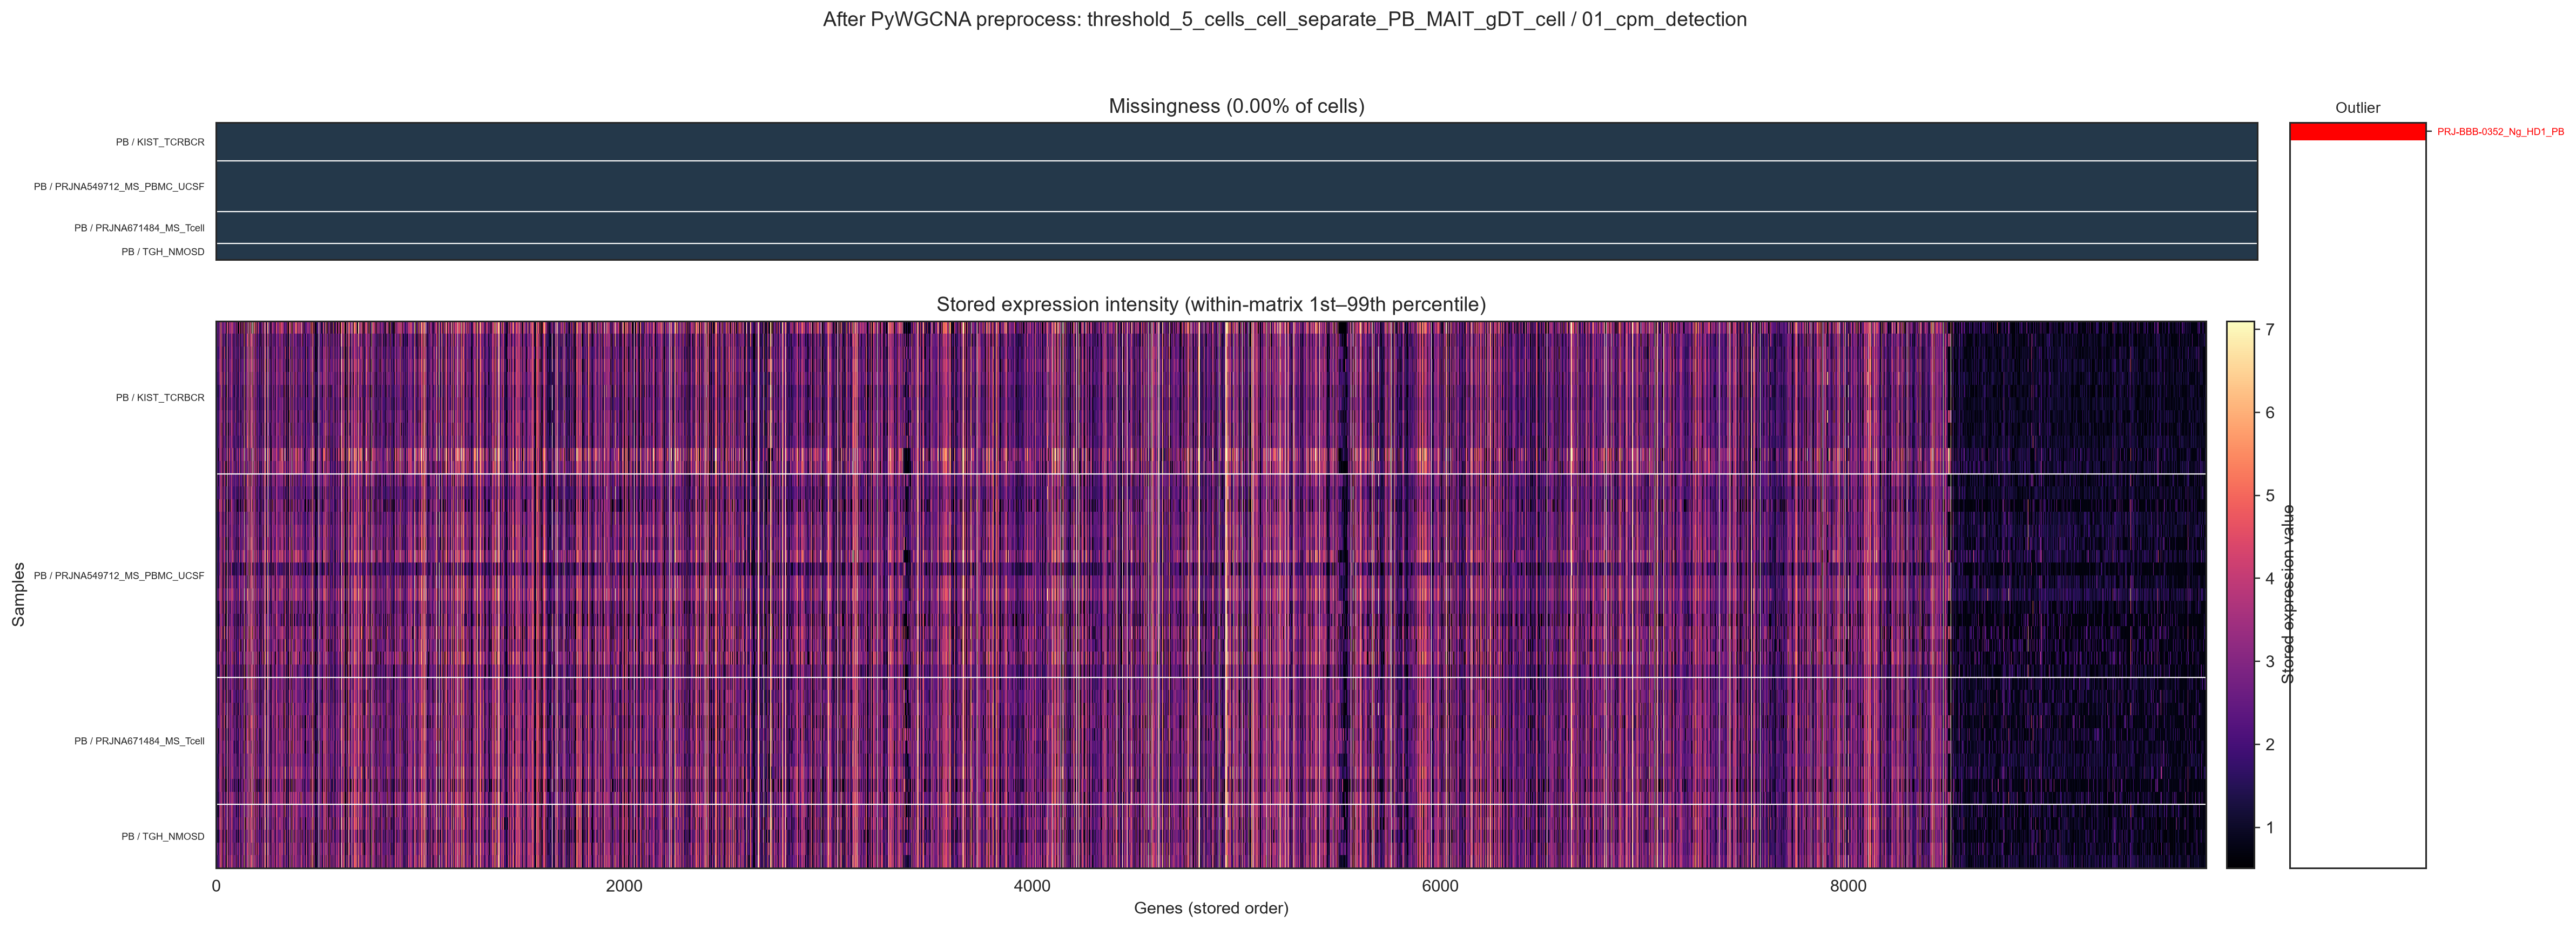 After PyWGCNA preprocess: threshold_5_cells_cell_separate_PB_MAIT_gDT_cell / 01_cpm_detection
Missingness (0.00% of cells)
PB / KIST_TCRBCR
PB / PRJNA549712_MS_PBMC_UCSF
PB / PRJNA671484_MS_Tcell
PB / TGH_NMOSD
Outlier
PRJ-BBB-0352_Ng_HD1_PB
Stored expression intensity (within-matrix 1st–99th percentile)
Samples
PB / KIST_TCRBCR
PB / PRJNA549712_MS_PBMC_UCSF
PB / PRJNA671484_MS_Tcell
PB / TGH_NMOSD
0 2000 4000 6000 8000
Genes (stored order)
7
6
5
4
3
2
1
Stored expression value